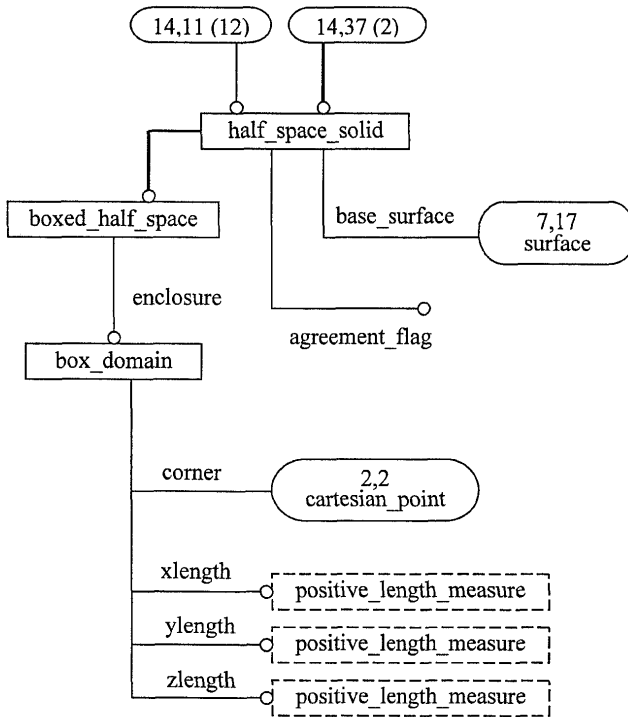 14,11 (12)
14,37 (2)
half_space_solid
boxed_half_space
base_surface
7,17
surface
enclosure
agreement_flag
box_domain
corner
2,2
cartesian_point
xlength
positive_length_measure
ylength
positive_length_measure
zlength
positive_length_measure